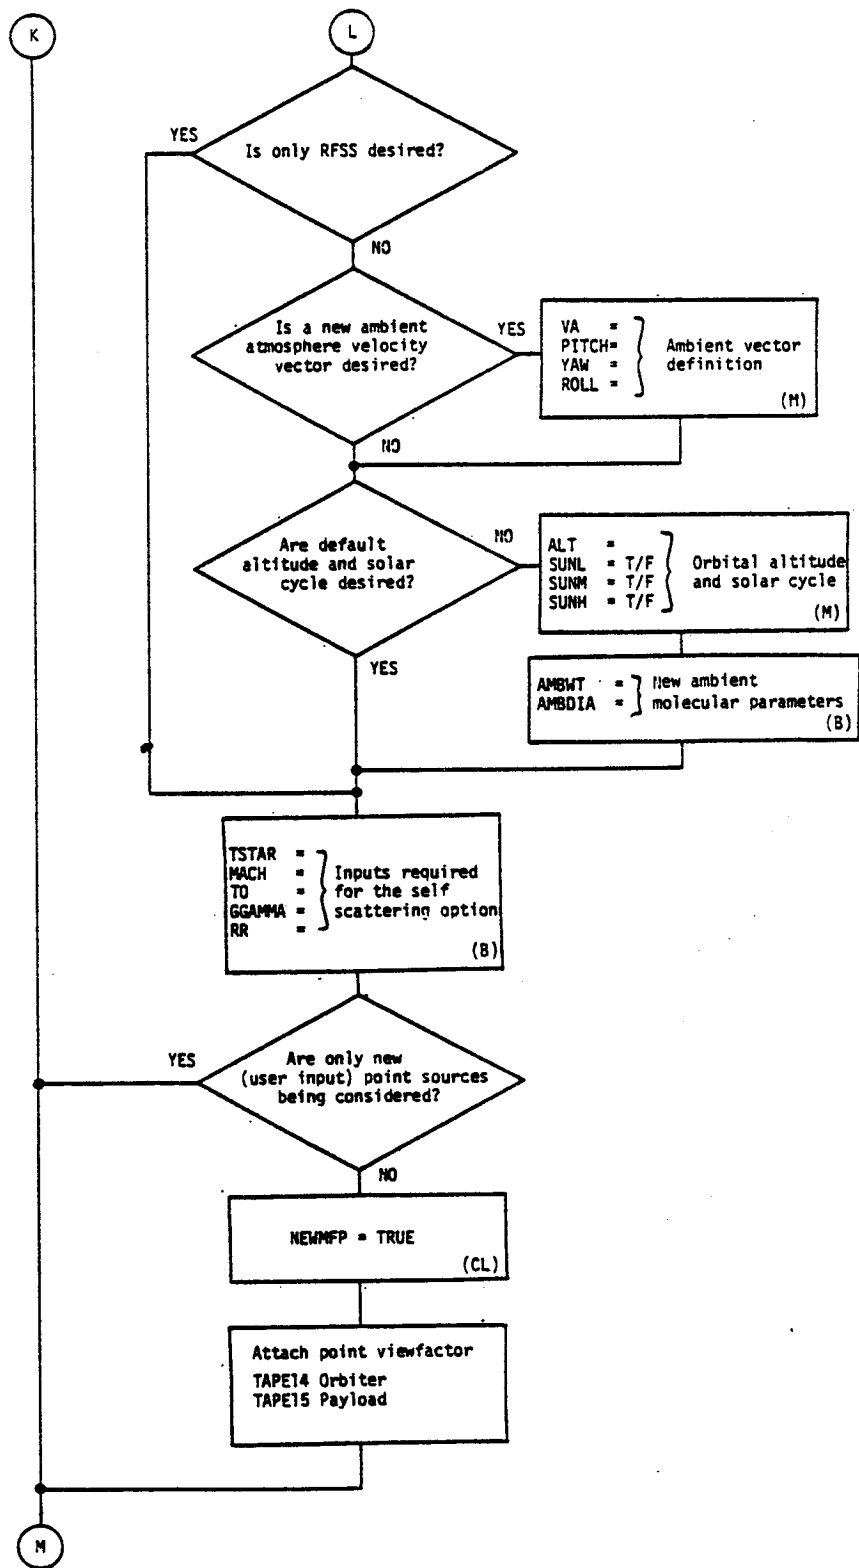 K
L
YES
Is only RFSS desired?
NO
Is a new ambient
atmosphere velocity
vector desired?
YES
VA =
PITCH=
YAW =
ROLL =
Ambient vector
definition
(M)
NO
Are default
altitude and solar
cycle desired?
NO
ALT =
SUNL = T/F
SUNM = T/F
SUNH = T/F
Orbital altitude
and solar cycle
(M)
YES
AMBWT =
AMBDIA =
New ambient
molecular parameters
(B)
TSTAR =
MACH =
TO =
GGAMMA =
RR =
Inputs required
for the self
scattering option
(B)
YES
Are only new
(user input) point sources
being considered?
NO
NEWMFP = TRUE
(CL)
Attach point viewfactor
TAPE14 Orbiter
TAPE15 Payload
M